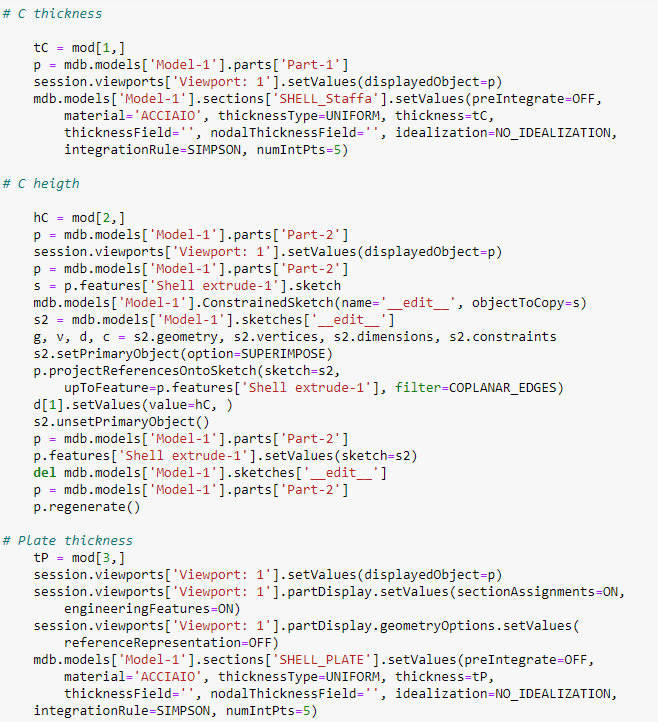 # C thickness
    tC = mod[1,]
    p = mdb.models['Model-1'].parts['Part-1']
    session.viewports['Viewport: 1'].setValues(displayedObject=p)
    mdb.models['Model-1'].sections['SHELL_Staffa'].setValues(preIntegrate=OFF,
        material='ACCIAIO', thicknessType=UNIFORM, thickness=tC,
        thicknessField='', nodalThicknessField='', idealization=NO_IDEALIZATION,
        integrationRule=SIMPSON, numIntPts=5)
# C heigth
    hC = mod[2,]
    p = mdb.models['Model-1'].parts['Part-2']
    session.viewports['Viewport: 1'].setValues(displayedObject=p)
    p = mdb.models['Model-1'].parts['Part-2']
    s = p.features['Shell extrude-1'].sketch
    mdb.models['Model-1'].ConstrainedSketch(name='__edit__', objectToCopy=s)
    s2 = mdb.models['Model-1'].sketches['__edit__']
    g, v, d, c = s2.geometry, s2.vertices, s2.dimensions, s2.constraints
    s2.setPrimaryObject(option=SUPERIMPOSE)
    p.projectReferencesOntoSketch(sketch=s2,
        upToFeature=p.features['Shell extrude-1'], filter=COPLANAR_EDGES)
    d[1].setValues(value=hC, )
    s2.unsetPrimaryObject()
    p = mdb.models['Model-1'].parts['Part-2']
    p.features['Shell extrude-1'].setValues(sketch=s2)
    del mdb.models['Model-1'].sketches['__edit__']
    p = mdb.models['Model-1'].parts['Part-2']
    p.regenerate()
# Plate thickness
    tP = mod[3,]
    session.viewports['Viewport: 1'].setValues(displayedObject=p)
    session.viewports['Viewport: 1'].partDisplay.setValues(sectionAssignments=ON,
        engineeringFeatures=ON)
    session.viewports['Viewport: 1'].partDisplay.geometryOptions.setValues(
        referenceRepresentation=OFF)
    mdb.models['Model-1'].sections['SHELL_PLATE'].setValues(preIntegrate=OFF,
        material='ACCIAIO', thicknessType=UNIFORM, thickness=tP,
        thicknessField='', nodalThicknessField='', idealization=NO_IDEALIZATION,
    integrationRule=SIMPSON, numIntPts=5)